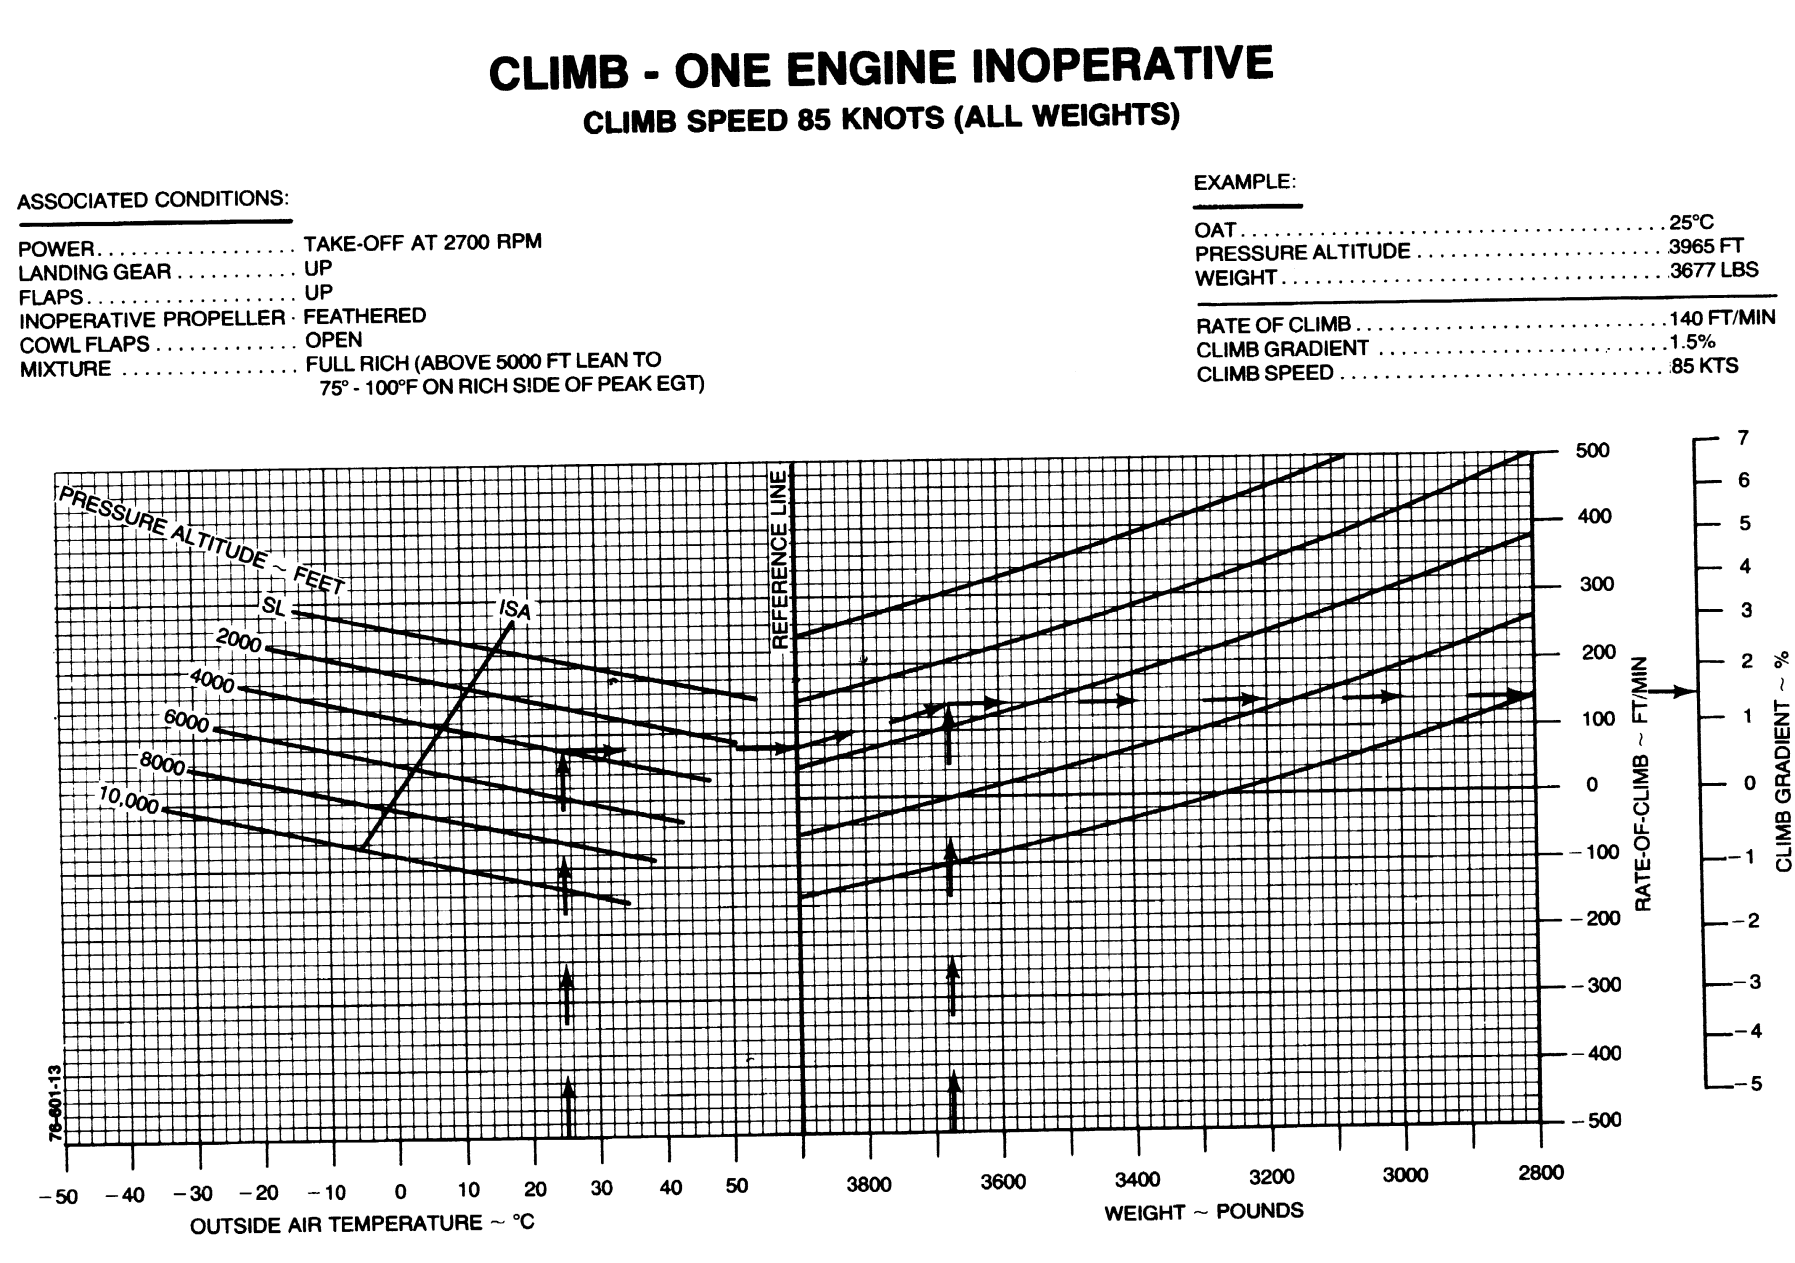 CLIMB - ONE ENGINE INOPERATIVE
CLIMB SPEED 85 KNOTS (ALL WEIGHTS)
ASSOCIATED CONDITIONS:
POWER.................. TAKE-OFF AT 2700 RPM
LANDING GEAR........... UP
FLAPS.................. UP
INOPERATIVE PROPELLER · FEATHERED
COWL FLAPS............. OPEN
MIXTURE ............... FULL RICH (ABOVE 5000 FT LEAN TO
75° - 100°F ON RICH SIDE OF PEAK EGT)
EXAMPLE:
OAT.....................................25°C
PRESSURE ALTITUDE......................3965 FT
WEIGHT..................................3677 LBS
RATE OF CLIMB...........................140 FT/MIN
CLIMB GRADIENT .........................1.5%
CLIMB SPEED.............................85 KTS
PRESSURE ALTITUDE ~ FEET
SL
2000
4000
6000
8000
10,000
ISA
REFERENCE LINE
500
400
300
200
100
0
−100
−200
−300
−400
−500
RATE-OF-CLIMB ~ FT/MIN
7
6
5
4
3
2
1
0
−1
−2
−3
−4
−5
CLIMB GRADIENT ~ %
76-601-13
−50 −40 −30 −20 −10 0 10 20 30 40 50 3800 3600 3400 3200 3000 2800
OUTSIDE AIR TEMPERATURE ~ °C
WEIGHT ~ POUNDS